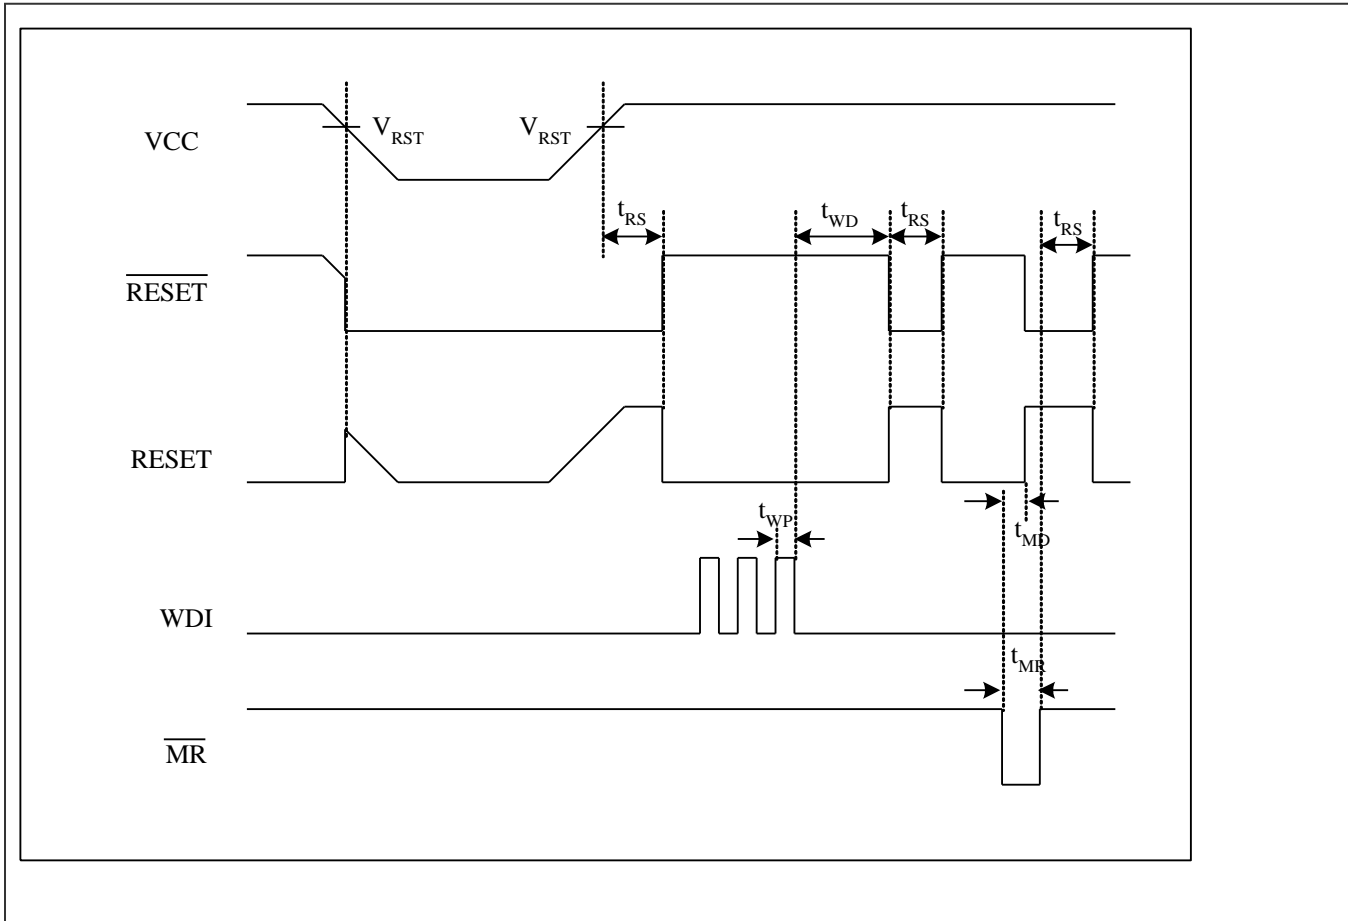 VCC
V_RST V_RST
t_RS t_WD t_RS t_RS
RESET
RESET
t_WP t_MD
WDI
t_MR
MR